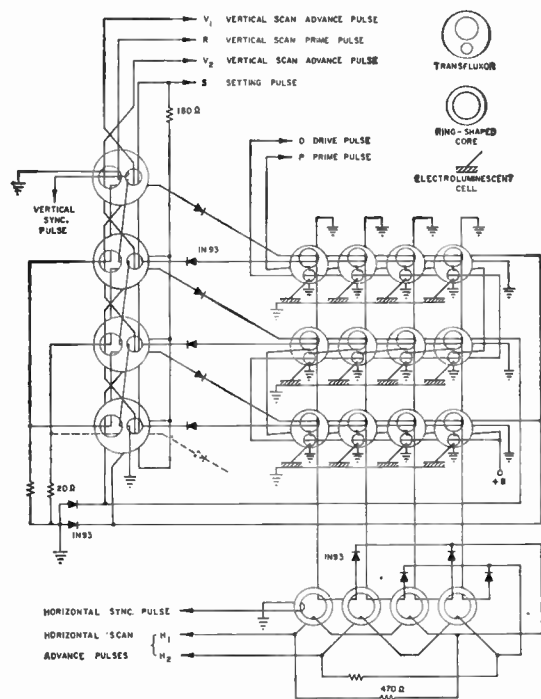 V1 VERTICAL SCAN ADVANCE PULSE
R VERTICAL SCAN PRIME PULSE
V2 VERTICAL SCAN ADVANCE PULSE
S SETTING PULSE
180 Ω
TRANSFLUXOR
RING-SHAPED
CORE
ELECTROLUMINESCENT
CELL
D DRIVE PULSE
P PRIME PULSE
VERTICAL
SYNC.
PULSE
IN93
20Ω
IN93
+B
IN93
HORIZONTAL SYNC. PULSE
HORIZONTAL SCAN
ADVANCE PULSES
H1
H2
470 Ω